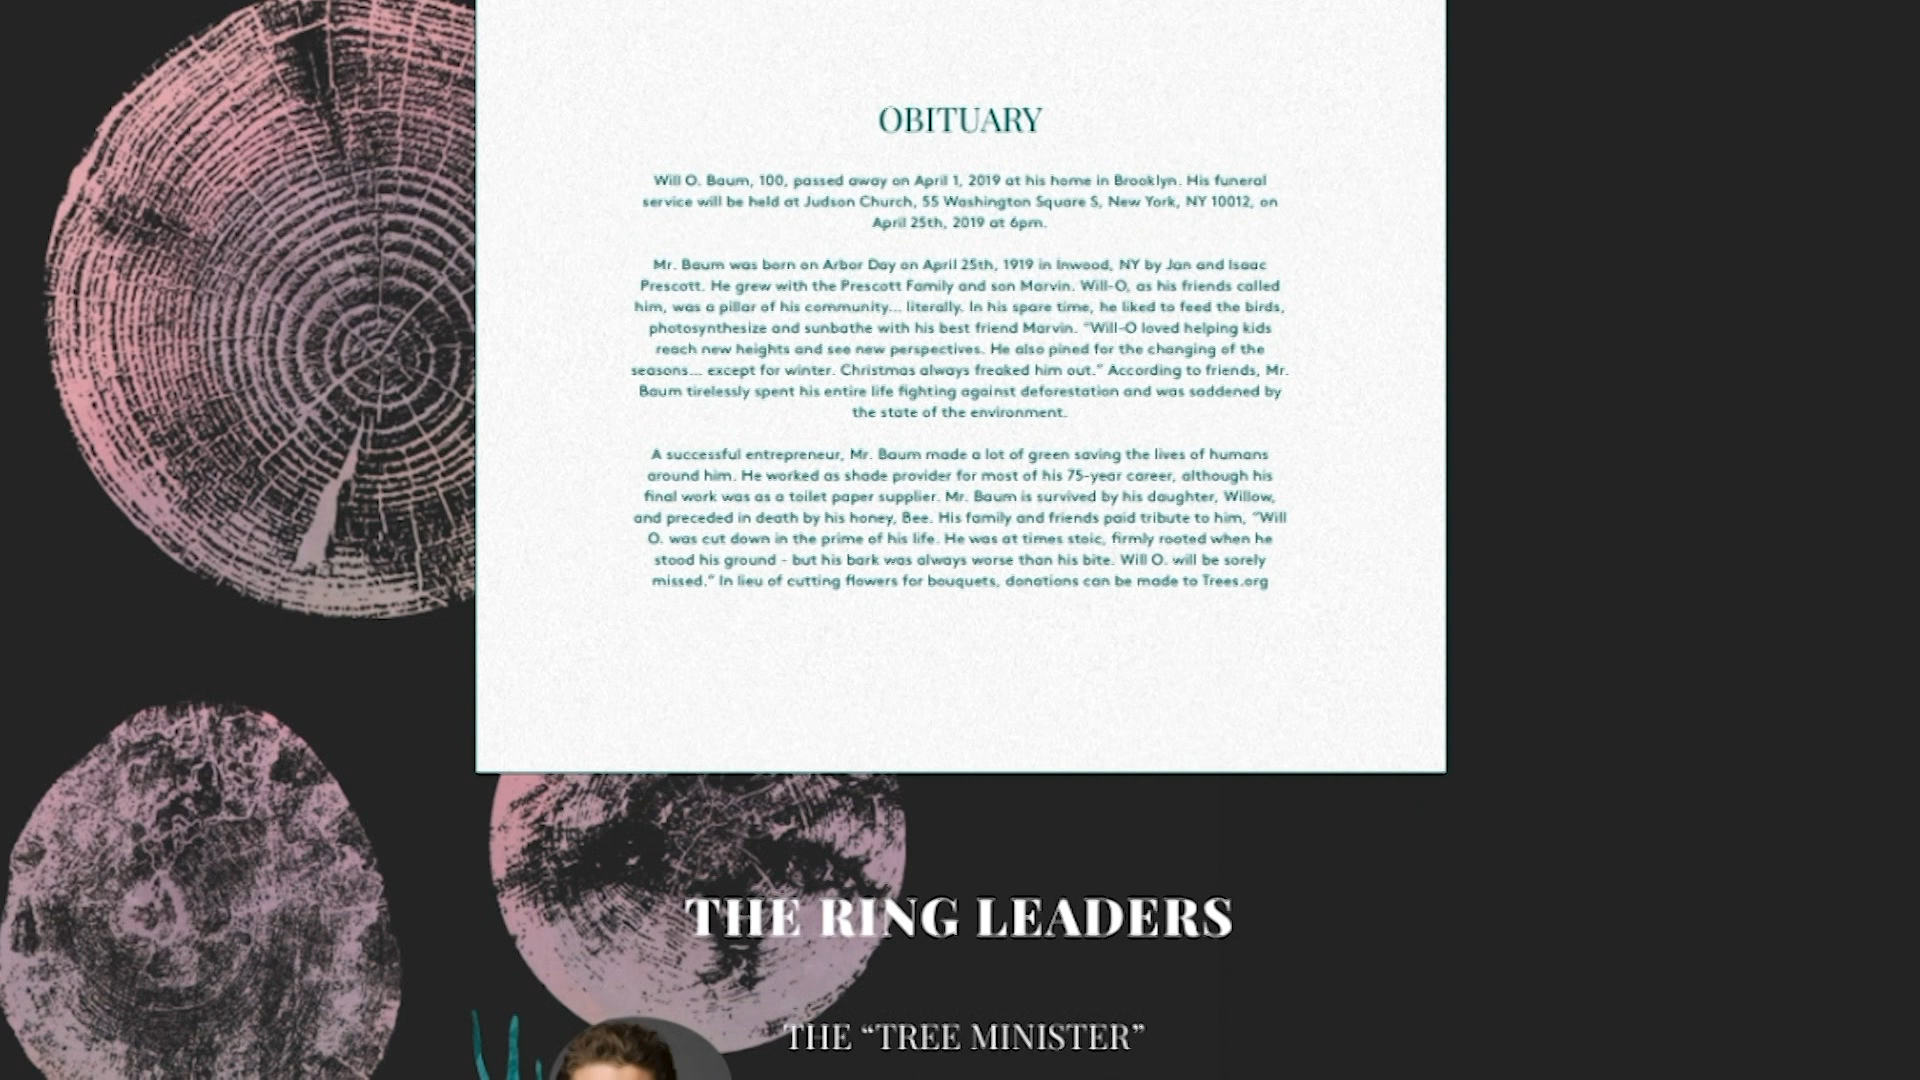 OBITUARY
Will O. Baum, 100, passed away on April 1, 2019 at his home in Brooklyn. His funeral
service will be held at Judson Church, 55 Washington Square S, New York, NY 10012, on
April 25th, 2019 at 6pm.
Mr. Baum was born on Arbor Day on April 25th, 1919 in Inwood, NY by Jan and Isaac
Prescott. He grew with the Prescott Family and son Marvin. Will-O, as his friends called
him, was a pillar of his community... literally. In his spare time, he liked to feed the birds,
photosynthesize and sunbathe with his best friend Marvin. “Will-O loved helping kids
reach new heights and see new perspectives. He also pined for the changing of the
seasons... except for winter. Christmas always freaked him out.” According to friends, Mr.
Baum tirelessly spent his entire life fighting against deforestation and was saddened by
the state of the environment.
A successful entrepreneur, Mr. Baum made a lot of green saving the lives of humans
around him. He worked as shade provider for most of his 75-year career, although his
final work was as a toilet paper supplier. Mr. Baum is survived by his daughter, Willow,
and preceded in death by his honey, Bee. His family and friends paid tribute to him, “Will
O. was cut down in the prime of his life. He was at times stoic, firmly rooted when he
stood his ground - but his bark was always worse than his bite. Will O. will be sorely
missed.” In lieu of cutting flowers for bouquets, donations can be made to Trees.org
THE RING LEADERS
THE “TREE MINISTER”